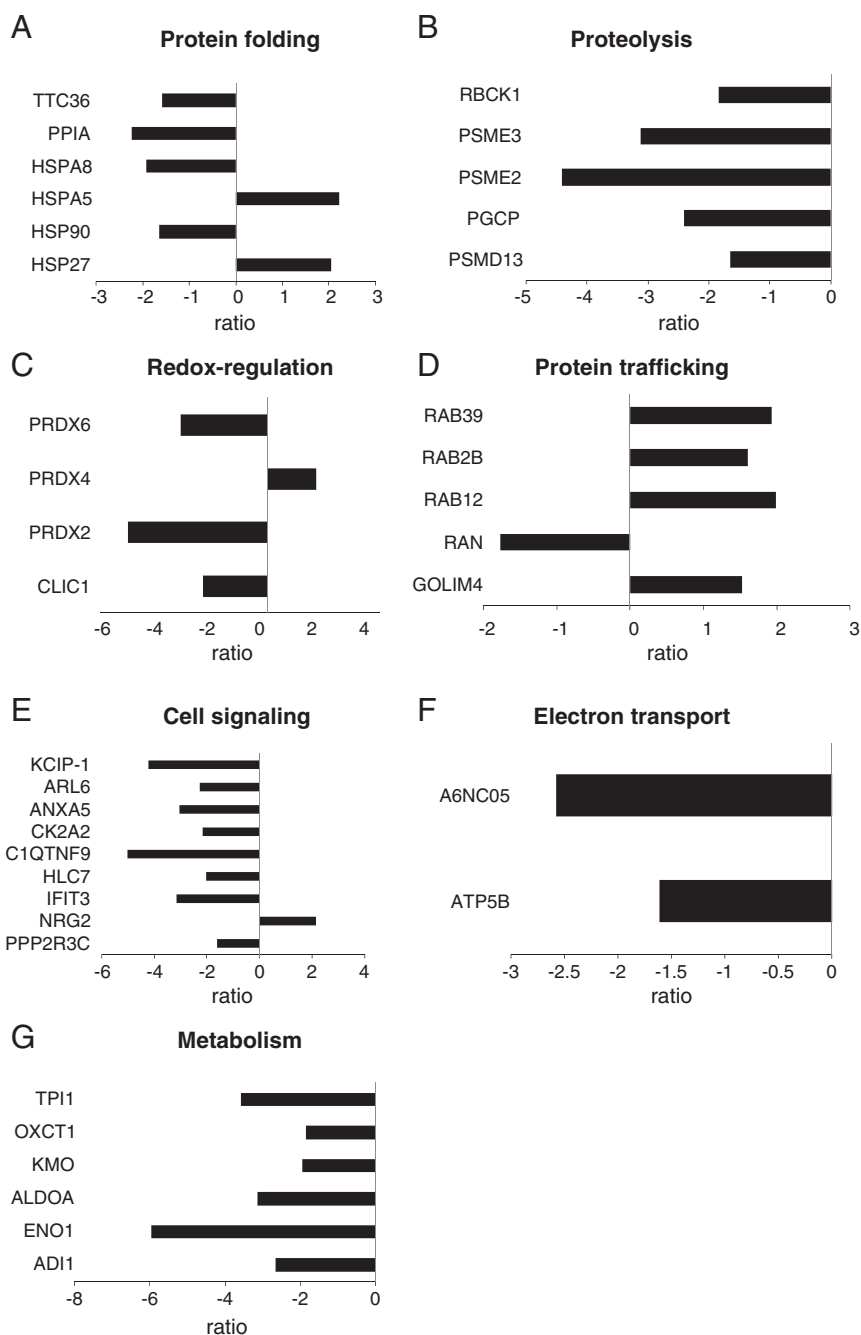 A
Protein folding
TTC36
PPIA
HSPA8
HSPA5
HSP90
HSP27
-3 -2 -1 0 1 2 3
ratio
B
Proteolysis
RBCK1
PSME3
PSME2
PGCP
PSMD13
-5 -4 -3 -2 -1 0
ratio
C
Redox-regulation
PRDX6
PRDX4
PRDX2
CLIC1
-6 -4 -2 0 2 4
ratio
D
Protein trafficking
RAB39
RAB2B
RAB12
RAN
GOLIM4
-2 -1 0 1 2 3
ratio
E
Cell signaling
KCIP-1
ARL6
ANXA5
CK2A2
C1QTNF9
HLC7
IFIT3
NRG2
PPP2R3C
-6 -4 -2 0 2 4
ratio
F
Electron transport
A6NC05
ATP5B
-3 -2.5 -2 -1.5 -1 -0.5 0
ratio
G
Metabolism
TPI1
OXCT1
KMO
ALDOA
ENO1
ADI1
-8 -6 -4 -2 0
ratio